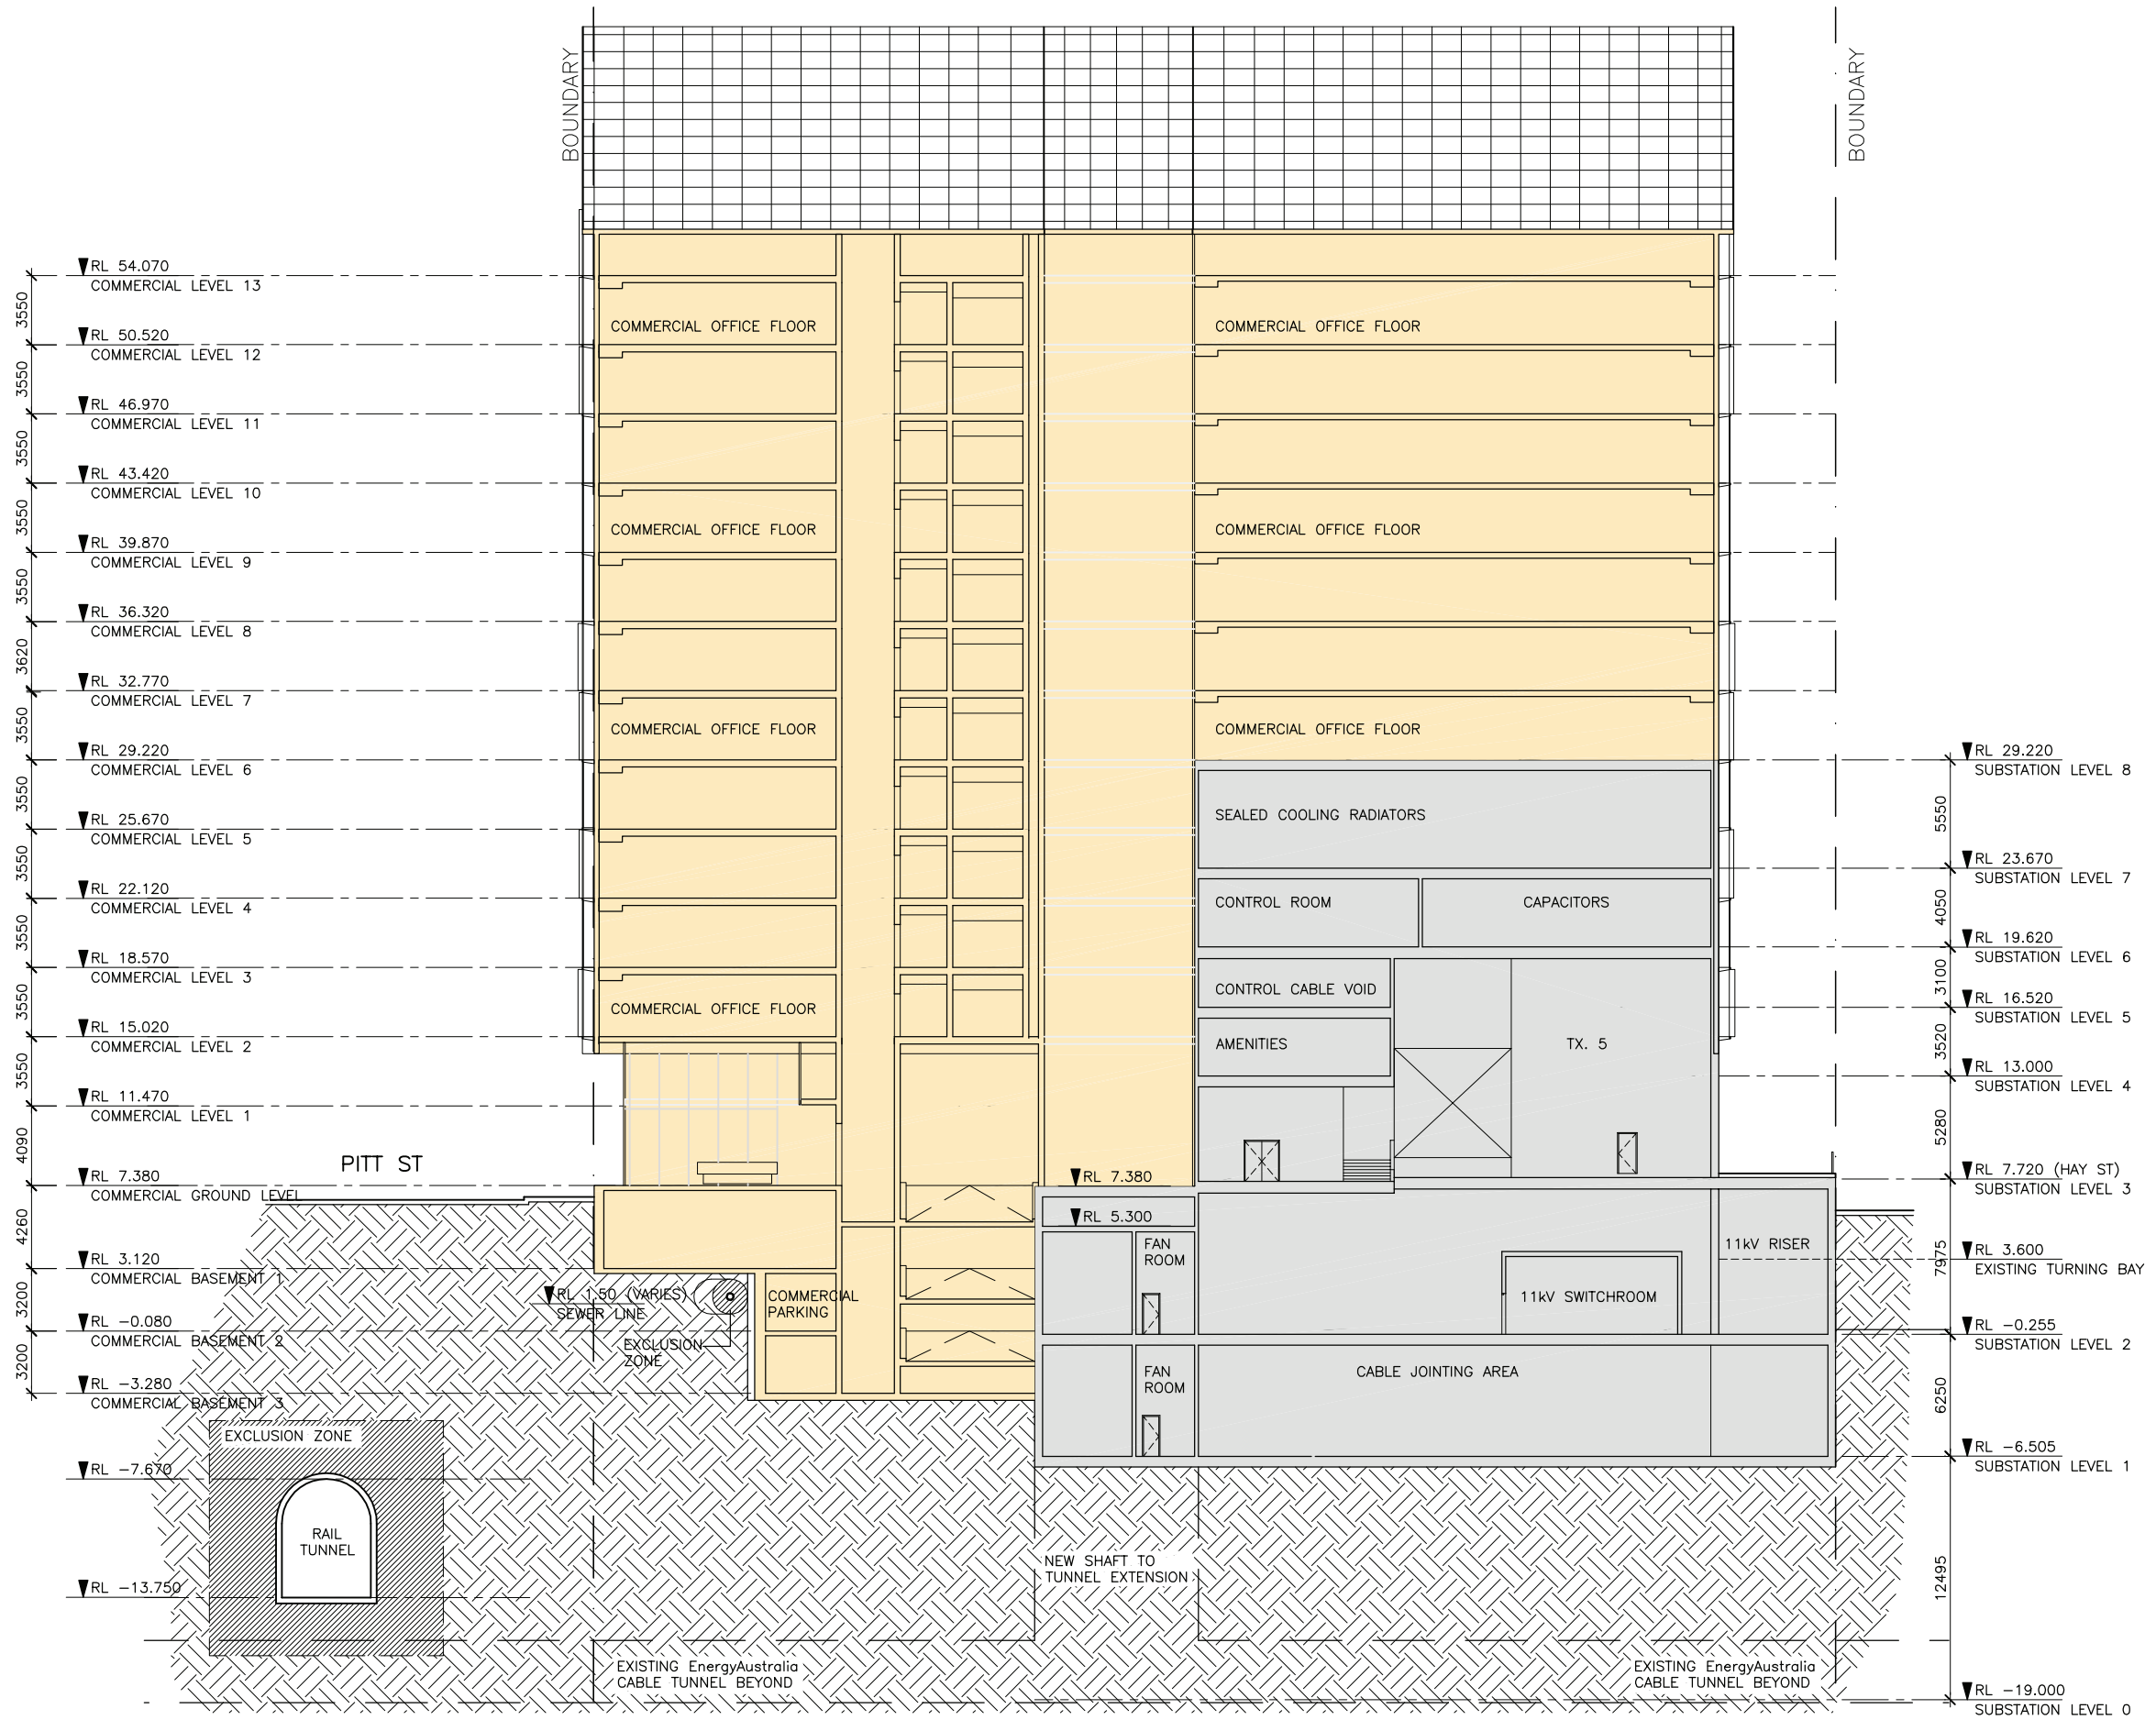 BOUNDARY
BOUNDARY
RL 54.070
COMMERCIAL LEVEL 13
3550
COMMERCIAL OFFICE FLOOR
COMMERCIAL OFFICE FLOOR
RL 50.520
COMMERCIAL LEVEL 12
3550
RL 46.970
COMMERCIAL LEVEL 11
3550
RL 43.420
COMMERCIAL LEVEL 10
3550
COMMERCIAL OFFICE FLOOR
COMMERCIAL OFFICE FLOOR
RL 39.870
COMMERCIAL LEVEL 9
3550
RL 36.320
COMMERCIAL LEVEL 8
3620
RL 32.770
COMMERCIAL LEVEL 7
3550
COMMERCIAL OFFICE FLOOR
COMMERCIAL OFFICE FLOOR
RL 29.220
COMMERCIAL LEVEL 6
3550
RL 25.670
COMMERCIAL LEVEL 5
3550
RL 22.120
COMMERCIAL LEVEL 4
3550
RL 18.570
COMMERCIAL LEVEL 3
3550
COMMERCIAL OFFICE FLOOR
RL 15.020
COMMERCIAL LEVEL 2
3550
RL 11.470
COMMERCIAL LEVEL 1
4090
PITT ST
RL 7.380
COMMERCIAL GROUND LEVEL
4260
RL 3.120
COMMERCIAL BASEMENT 1
3200
RL -0.080
COMMERCIAL BASEMENT 2
3200
RL -3.280
COMMERCIAL BASEMENT 3
RL 1.50 (VARIES)
SEWER LINE
EXCLUSION
ZONE
COMMERCIAL
PARKING
EXCLUSION ZONE
RL -7.670
RAIL
TUNNEL
RL -13.750
RL 29.220
SUBSTATION LEVEL 8
SEALED COOLING RADIATORS
5550
RL 23.670
SUBSTATION LEVEL 7
CONTROL ROOM
CAPACITORS
4050
RL 19.620
SUBSTATION LEVEL 6
CONTROL CABLE VOID
3100
RL 16.520
SUBSTATION LEVEL 5
AMENITIES
TX. 5
3520
RL 13.000
SUBSTATION LEVEL 4
5280
RL 7.380
RL 7.720 (HAY ST)
SUBSTATION LEVEL 3
RL 5.300
FAN
ROOM
11kV RISER
7975
RL 3.600
EXISTING TURNING BAY
11kV SWITCHROOM
RL -0.255
SUBSTATION LEVEL 2
FAN
ROOM
CABLE JOINTING AREA
6250
RL -6.505
SUBSTATION LEVEL 1
NEW SHAFT TO
TUNNEL EXTENSION
12495
EXISTING EnergyAustralia
CABLE TUNNEL BEYOND
EXISTING EnergyAustralia
CABLE TUNNEL BEYOND
RL -19.000
SUBSTATION LEVEL 0